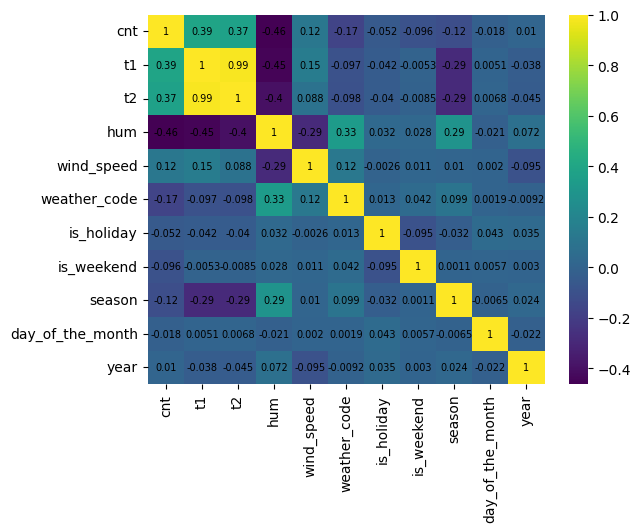 cnt 1 0.39 0.37 -0.46 0.12 -0.17 -0.052 -0.096 -0.12 -0.018 0.01
t1 0.39 1 0.99 -0.45 0.15 -0.097 -0.042 -0.0053 -0.29 0.0051 -0.038
t2 0.37 0.99 1 -0.4 0.088 -0.098 -0.04 -0.0085 -0.29 0.0068 -0.045
hum -0.46 -0.45 -0.4 1 -0.29 0.33 0.032 0.028 0.29 -0.021 0.072
wind_speed 0.12 0.15 0.088 -0.29 1 0.12 -0.0026 0.011 0.01 0.002 -0.095
weather_code -0.17 -0.097 -0.098 0.33 0.12 1 0.013 0.042 0.099 0.0019 -0.0092
is_holiday -0.052 -0.042 -0.04 0.032 -0.0026 0.013 1 -0.095 -0.032 0.043 0.035
is_weekend -0.096 -0.0053 -0.0085 0.028 0.011 0.042 -0.095 1 0.0011 0.0057 0.003
season -0.12 -0.29 -0.29 0.29 0.01 0.099 -0.032 0.0011 1 -0.0065 0.024
day_of_the_month -0.018 0.0051 0.0068 -0.021 0.002 0.0019 0.043 0.0057 -0.0065 1 -0.022
year 0.01 -0.038 -0.045 0.072 -0.095 -0.0092 0.035 0.003 0.024 -0.022 1
cnt t1 t2 hum wind_speed weather_code is_holiday is_weekend season day_of_the_month year
1.0
0.8
0.6
0.4
0.2
0.0
-0.2
-0.4